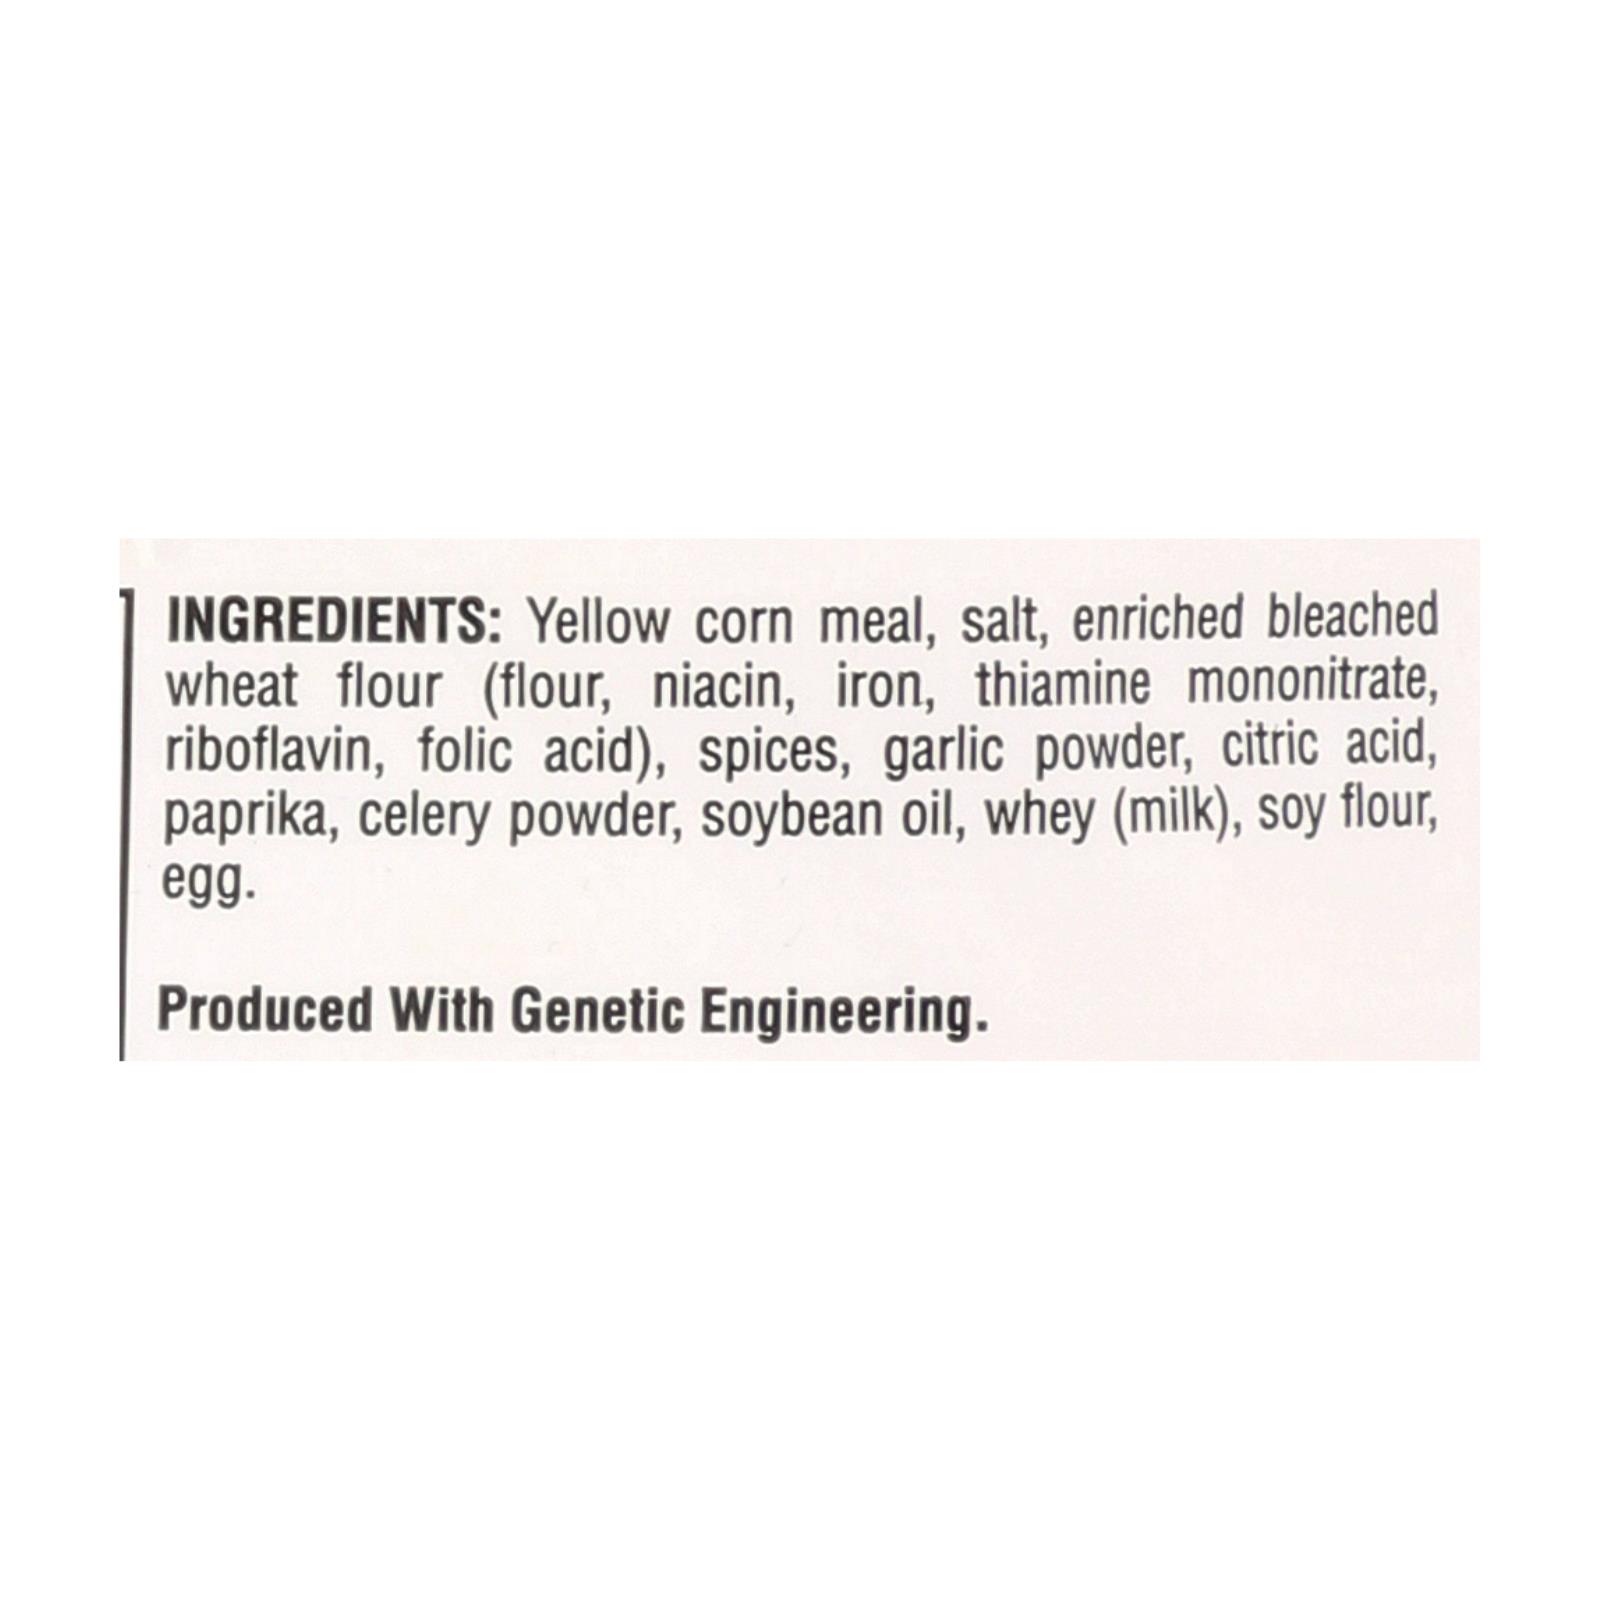 INGREDIENTS: Yellow corn meal, salt, enriched bleached
wheat flour (flour, niacin, iron, thiamine mononitrate,
riboflavin, folic acid), spices, garlic powder, citric acid,
paprika, celery powder, soybean oil, whey (milk), soy flour,
egg.
Produced With Genetic Engineering.